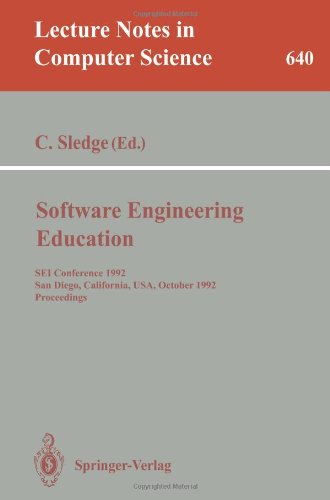 Lecture Notes in
Computer Science 640
C. Sledge (Ed.)
Software Engineering
Education
SEI Conference 1992
San Diego, California, USA, October 1992
Proceedings
Springer-Verlag